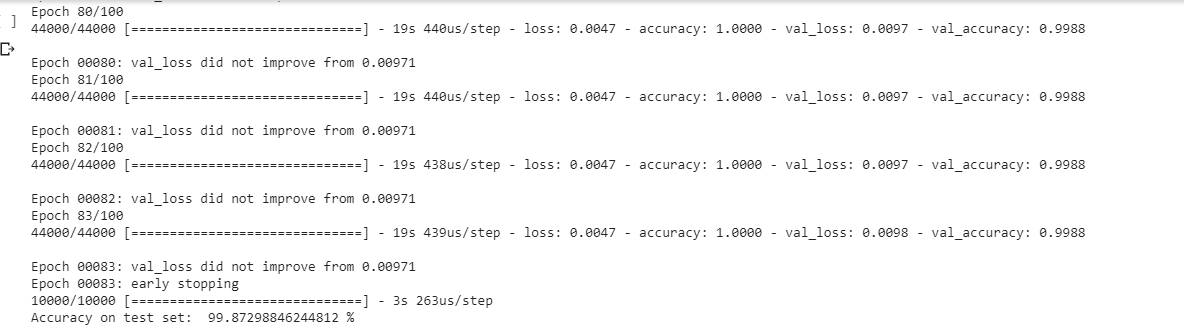 Epoch 80/100
[ ] 44000/44000 [==============================] - 19s 440us/step - loss: 0.0047 - accuracy: 1.0000 - val_loss: 0.0097 - val_accuracy: 0.9988
Epoch 00080: val_loss did not improve from 0.00971
Epoch 81/100
44000/44000 [==============================] - 19s 440us/step - loss: 0.0047 - accuracy: 1.0000 - val_loss: 0.0097 - val_accuracy: 0.9988
Epoch 00081: val_loss did not improve from 0.00971
Epoch 82/100
44000/44000 [==============================] - 19s 438us/step - loss: 0.0047 - accuracy: 1.0000 - val_loss: 0.0097 - val_accuracy: 0.9988
Epoch 00082: val_loss did not improve from 0.00971
Epoch 83/100
44000/44000 [==============================] - 19s 439us/step - loss: 0.0047 - accuracy: 1.0000 - val_loss: 0.0098 - val_accuracy: 0.9988
Epoch 00083: val_loss did not improve from 0.00971
Epoch 00083: early stopping
10000/10000 [==============================] - 3s 263us/step
Accuracy on test set:  99.87298846244812 %